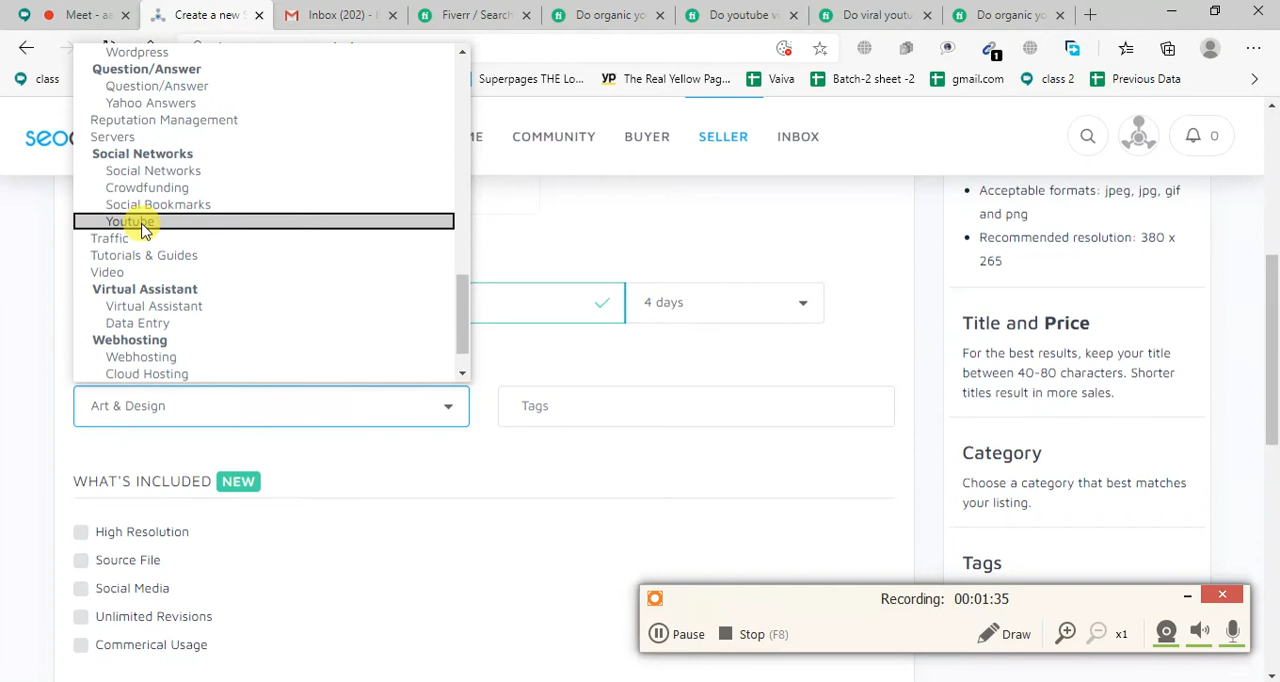 Meet - aa
Create a new S
Inbox (202) - l
Fiverr / Search
Do organic yo
Do youtube vi
Do viral youtu
Do organic yo
1
class
Superpages THE Lo...
yp The Real Yellow Pag...
Vaiva
Batch-2 sheet -2
gmail.com
class 2
Previous Data
Wordpress
Question/Answer
Question/Answer
Yahoo Answers
Reputation Management
Servers
Social Networks
Social Networks
Crowdfunding
Social Bookmarks
Youtube
Traffic
Tutorials & Guides
Video
Virtual Assistant
Virtual Assistant
Data Entry
Webhosting
Webhosting
Cloud Hosting
seo
ME
COMMUNITY
BUYER
SELLER
INBOX
0
4 days
Art & Design
Tags
WHAT'S INCLUDED NEW
High Resolution
Source File
Social Media
Unlimited Revisions
Commerical Usage
Acceptable formats: jpeg, jpg, gif
and png
Recommended resolution: 380 x
265
Title and Price
For the best results, keep your title
between 40-80 characters. Shorter
titles result in more sales.
Category
Choose a category that best matches
your listing.
Tags
Recording: 00:01:35
Pause
Stop (F8)
Draw
x1